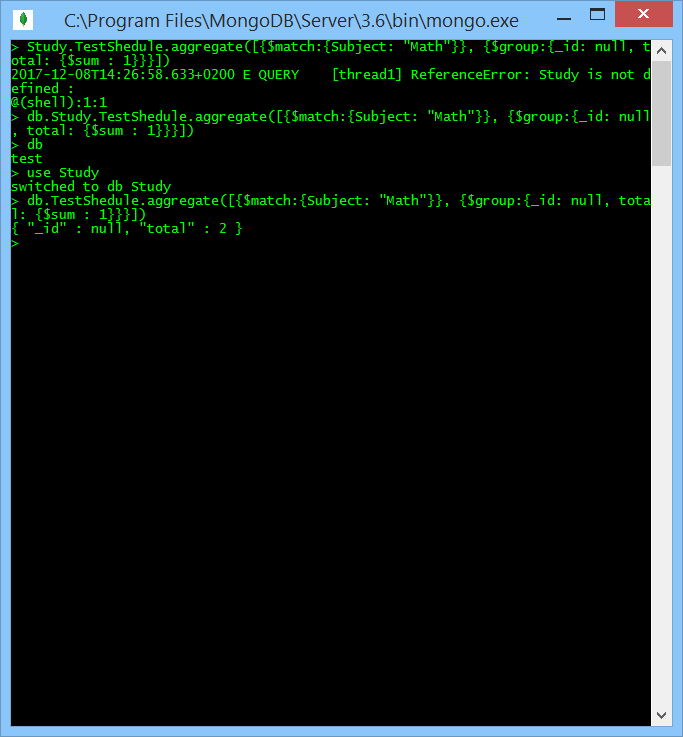 C:\Program Files\MongoDB\Server\3.6\bin\mongo.exe
> Study.TestShedule.aggregate([{$match:{Subject: "Math"}}, {$group:{_id: null, t
otal: {$sum : 1}}}])
2017-12-08T14:26:58.633+0200 E QUERY    [thread1] ReferenceError: Study is not d
efined :
@(shell):1:1
> db.Study.TestShedule.aggregate([{$match:{Subject: "Math"}}, {$group:{_id: null
, total: {$sum : 1}}}])
> db
test
> use Study
switched to db Study
> db.TestShedule.aggregate([{$match:{Subject: "Math"}}, {$group:{_id: null, tota
l: {$sum : 1}}}])
{ "_id" : null, "total" : 2 }
>